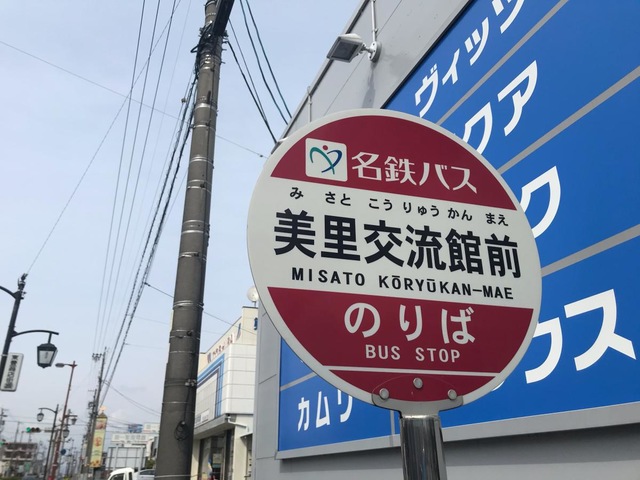 名鉄バス
み さと こう りゅう かん まえ
美里交流館前
MISATO KŌRYŪKAN-MAE
のりば
BUS STOP
ヴィッツ
クア
ク
クス
カムリ